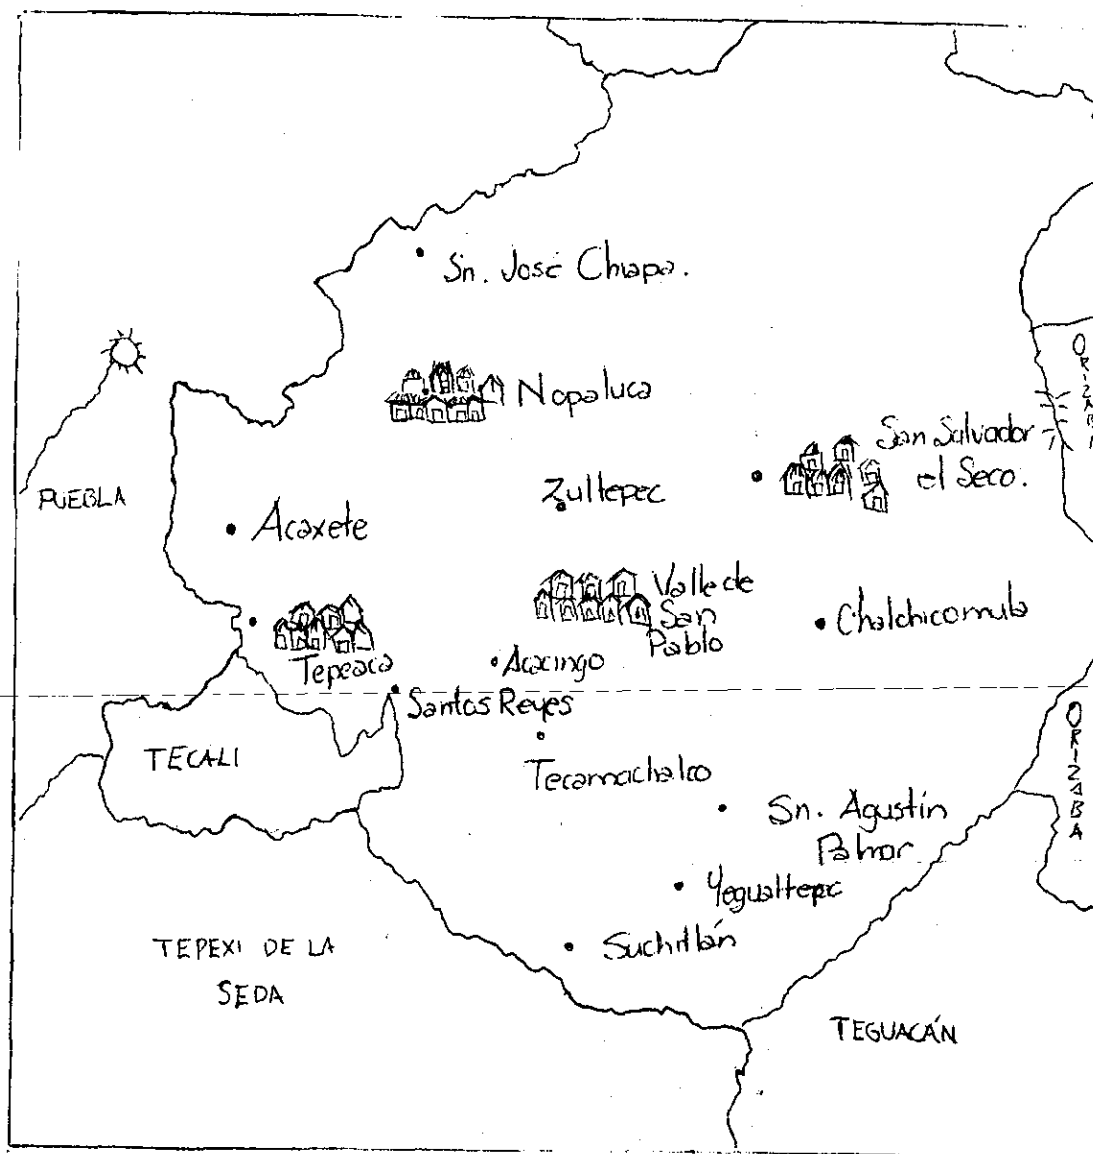 Sn. José Chiapa.
Nopaluca
ORIZABA
San Salvador
el Seco.
PUEBLA
Zultepec
Acaxete
Valle de
San
Pablo
Chalchicomula
Tepeaca
Acacingo
Santos Reyes
TECALI
Tecamachalco
ORIZABA
Sn. Agustín
Palmar
Yegualtepec
Suchitlán
TEPEXI DE LA
SEDA
TEGUACÁN